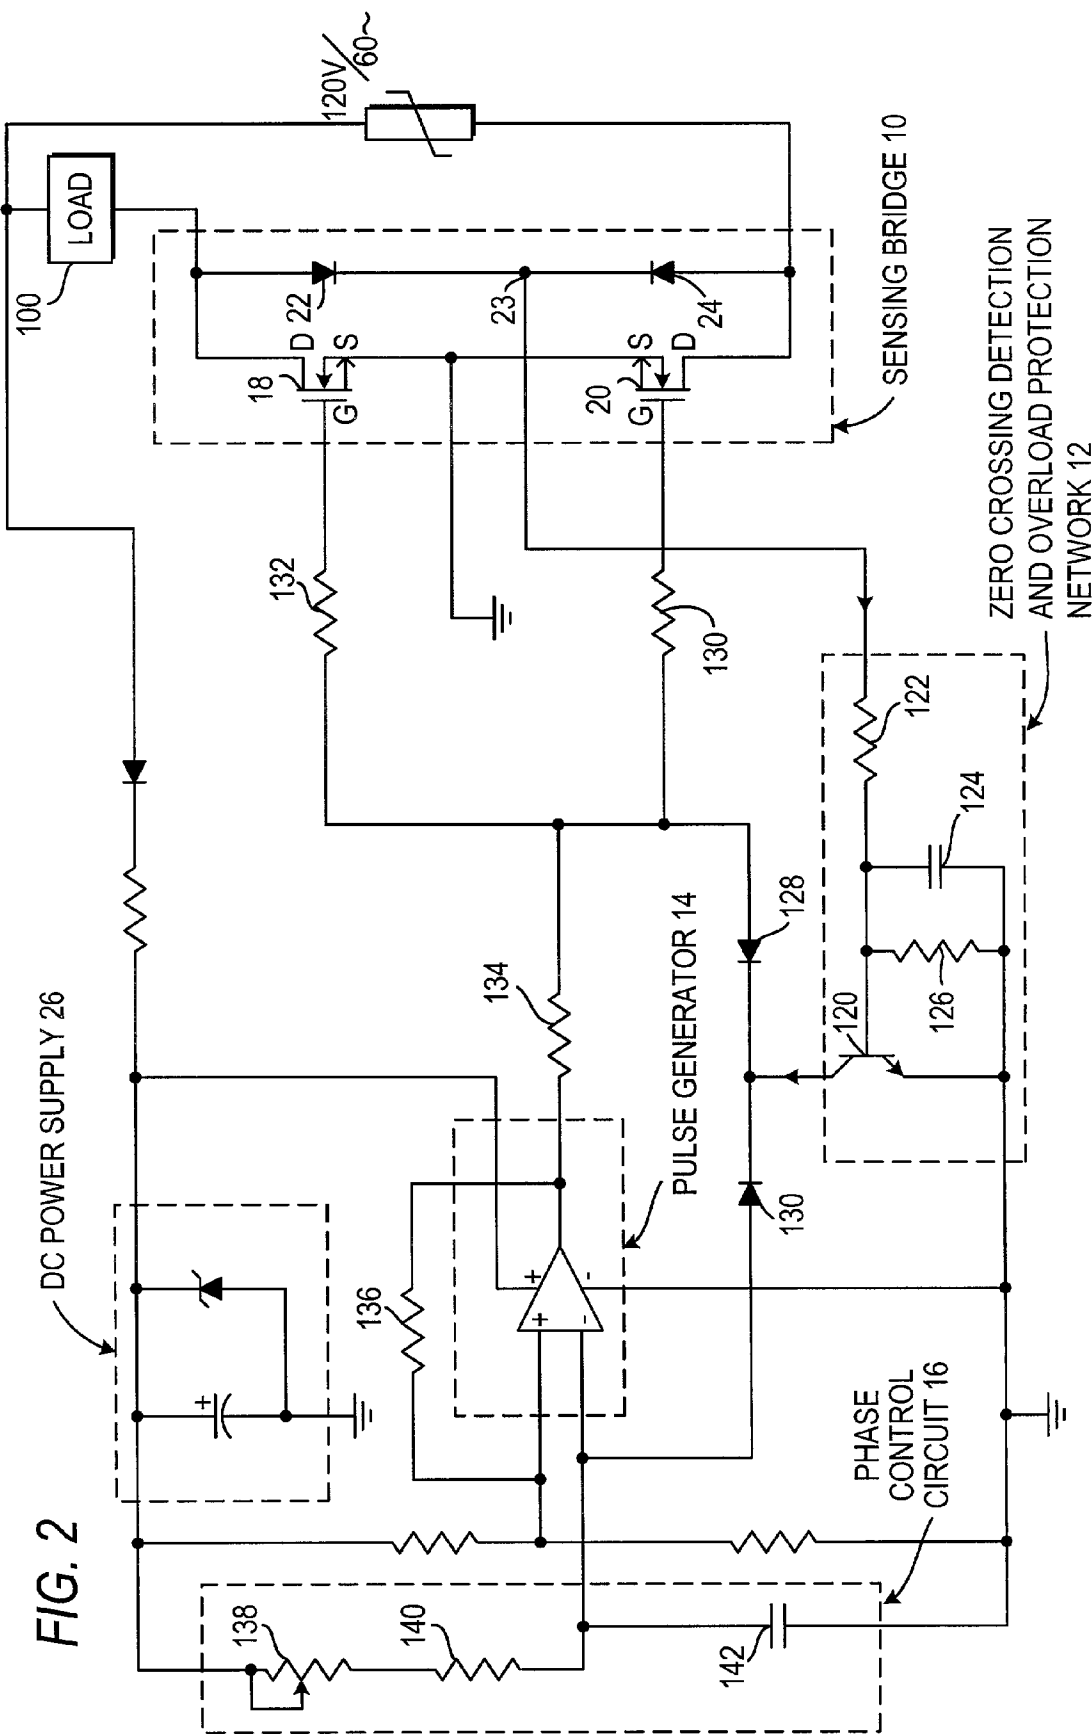 FIG. 2
DC POWER SUPPLY 26
120V/60~
LOAD
100
18
D
S
G
22
23
20
G
S
D
24
SENSING BRIDGE 10
132
130
134
136
+
+
-
+
-
PULSE GENERATOR 14
128
130
138
140
142
PHASE
CONTROL
CIRCUIT 16
120
122
124
126
ZERO CROSSING DETECTION
AND OVERLOAD PROTECTION
NETWORK 12